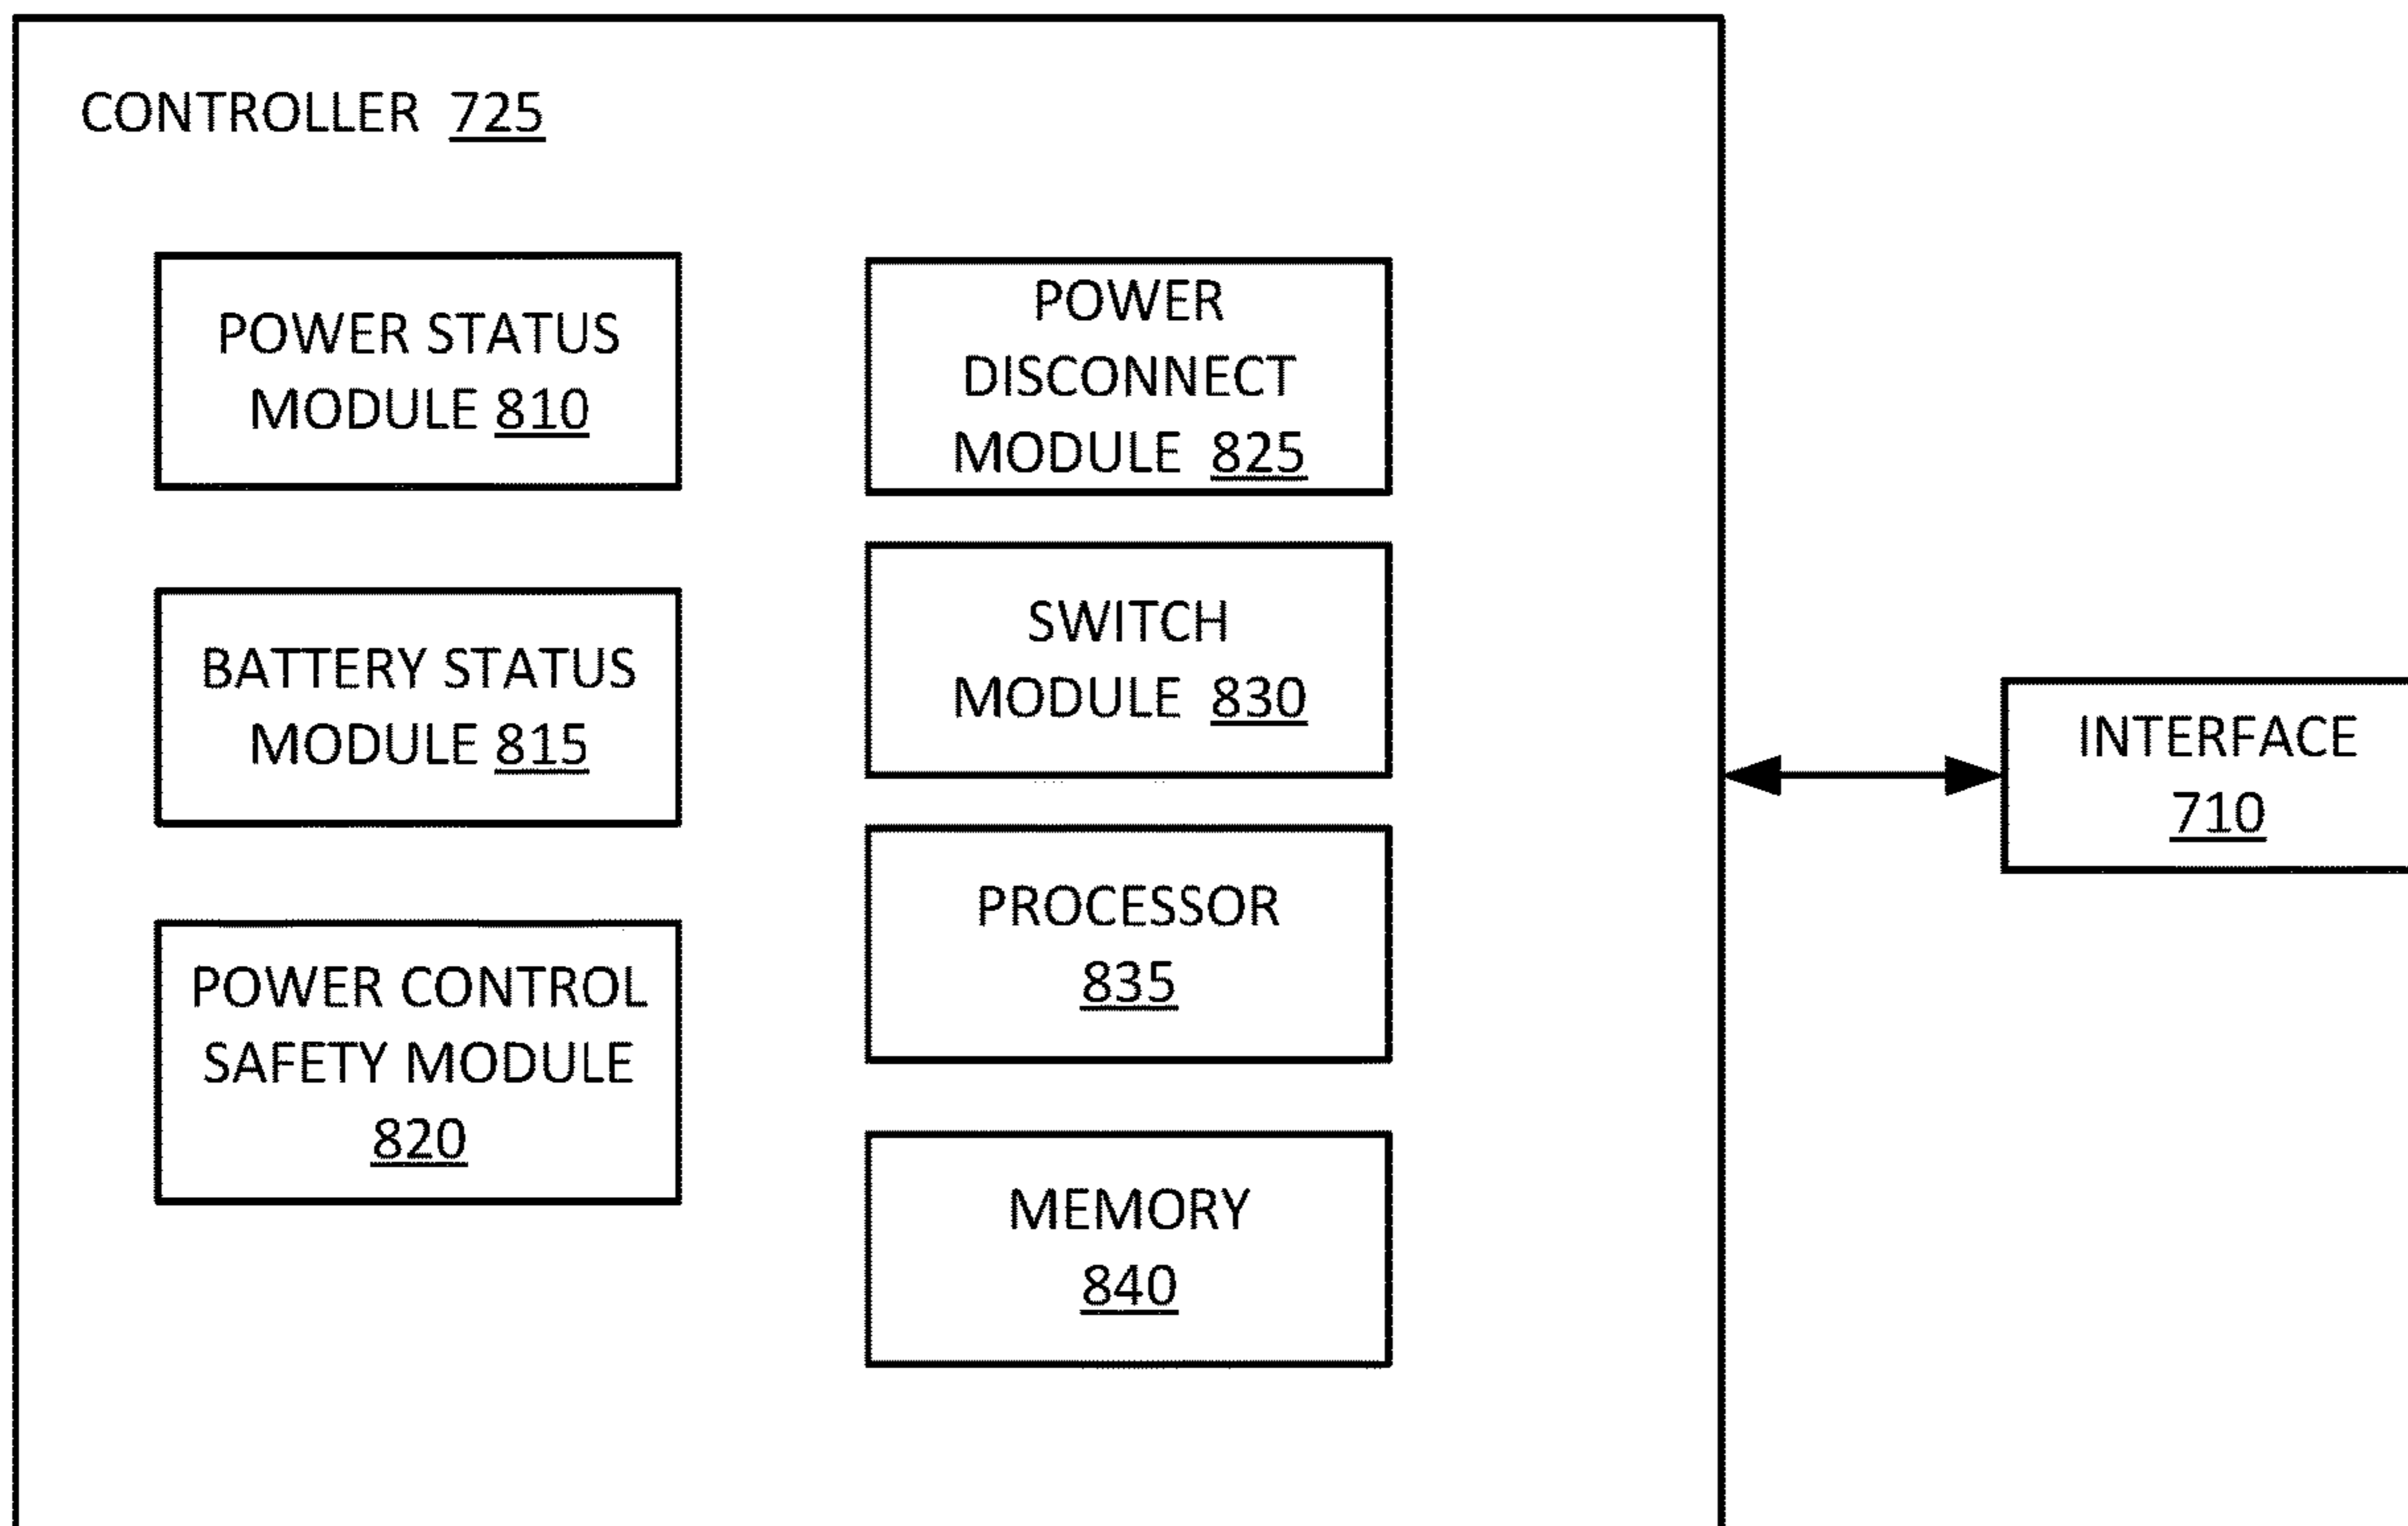 CONTROLLER 725
POWER STATUS
MODULE 810
BATTERY STATUS
MODULE 815
POWER CONTROL
SAFETY MODULE
820
POWER
DISCONNECT
MODULE 825
SWITCH
MODULE 830
PROCESSOR
835
MEMORY
840
INTERFACE
710